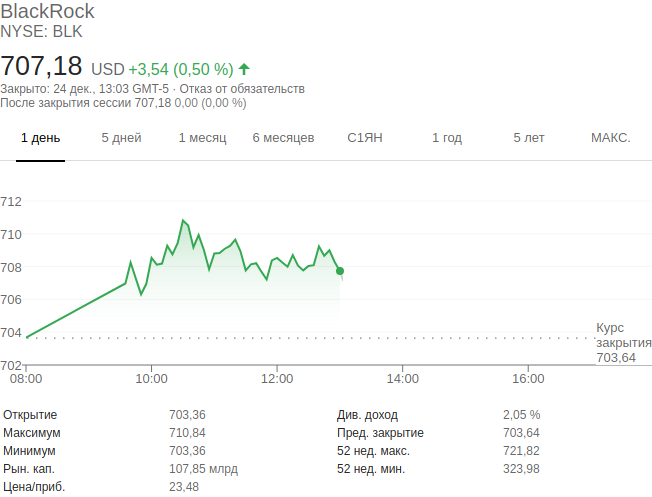 BlackRock
NYSE: BLK
707,18 USD +3,54 (0,50 %)
Закрыто: 24 дек., 13:03 GMT-5 · Отказ от обязательств
После закрытия сессии 707,18 0,00 (0,00 %)
1 день 5 дней 1 месяц 6 месяцев С1ЯН 1 год 5 лет МАКС.
712
710
708
706
704
702
Курс
закрытия
703,64
08:00 10:00 12:00 14:00 16:00
Открытие 703,36 Див. доход 2,05 %
Максимум 710,84 Пред. закрытие 703,64
Минимум 703,36 52 нед. макс. 721,82
Рын. кап. 107,85 млрд 52 нед. мин. 323,98
Цена/приб. 23,48